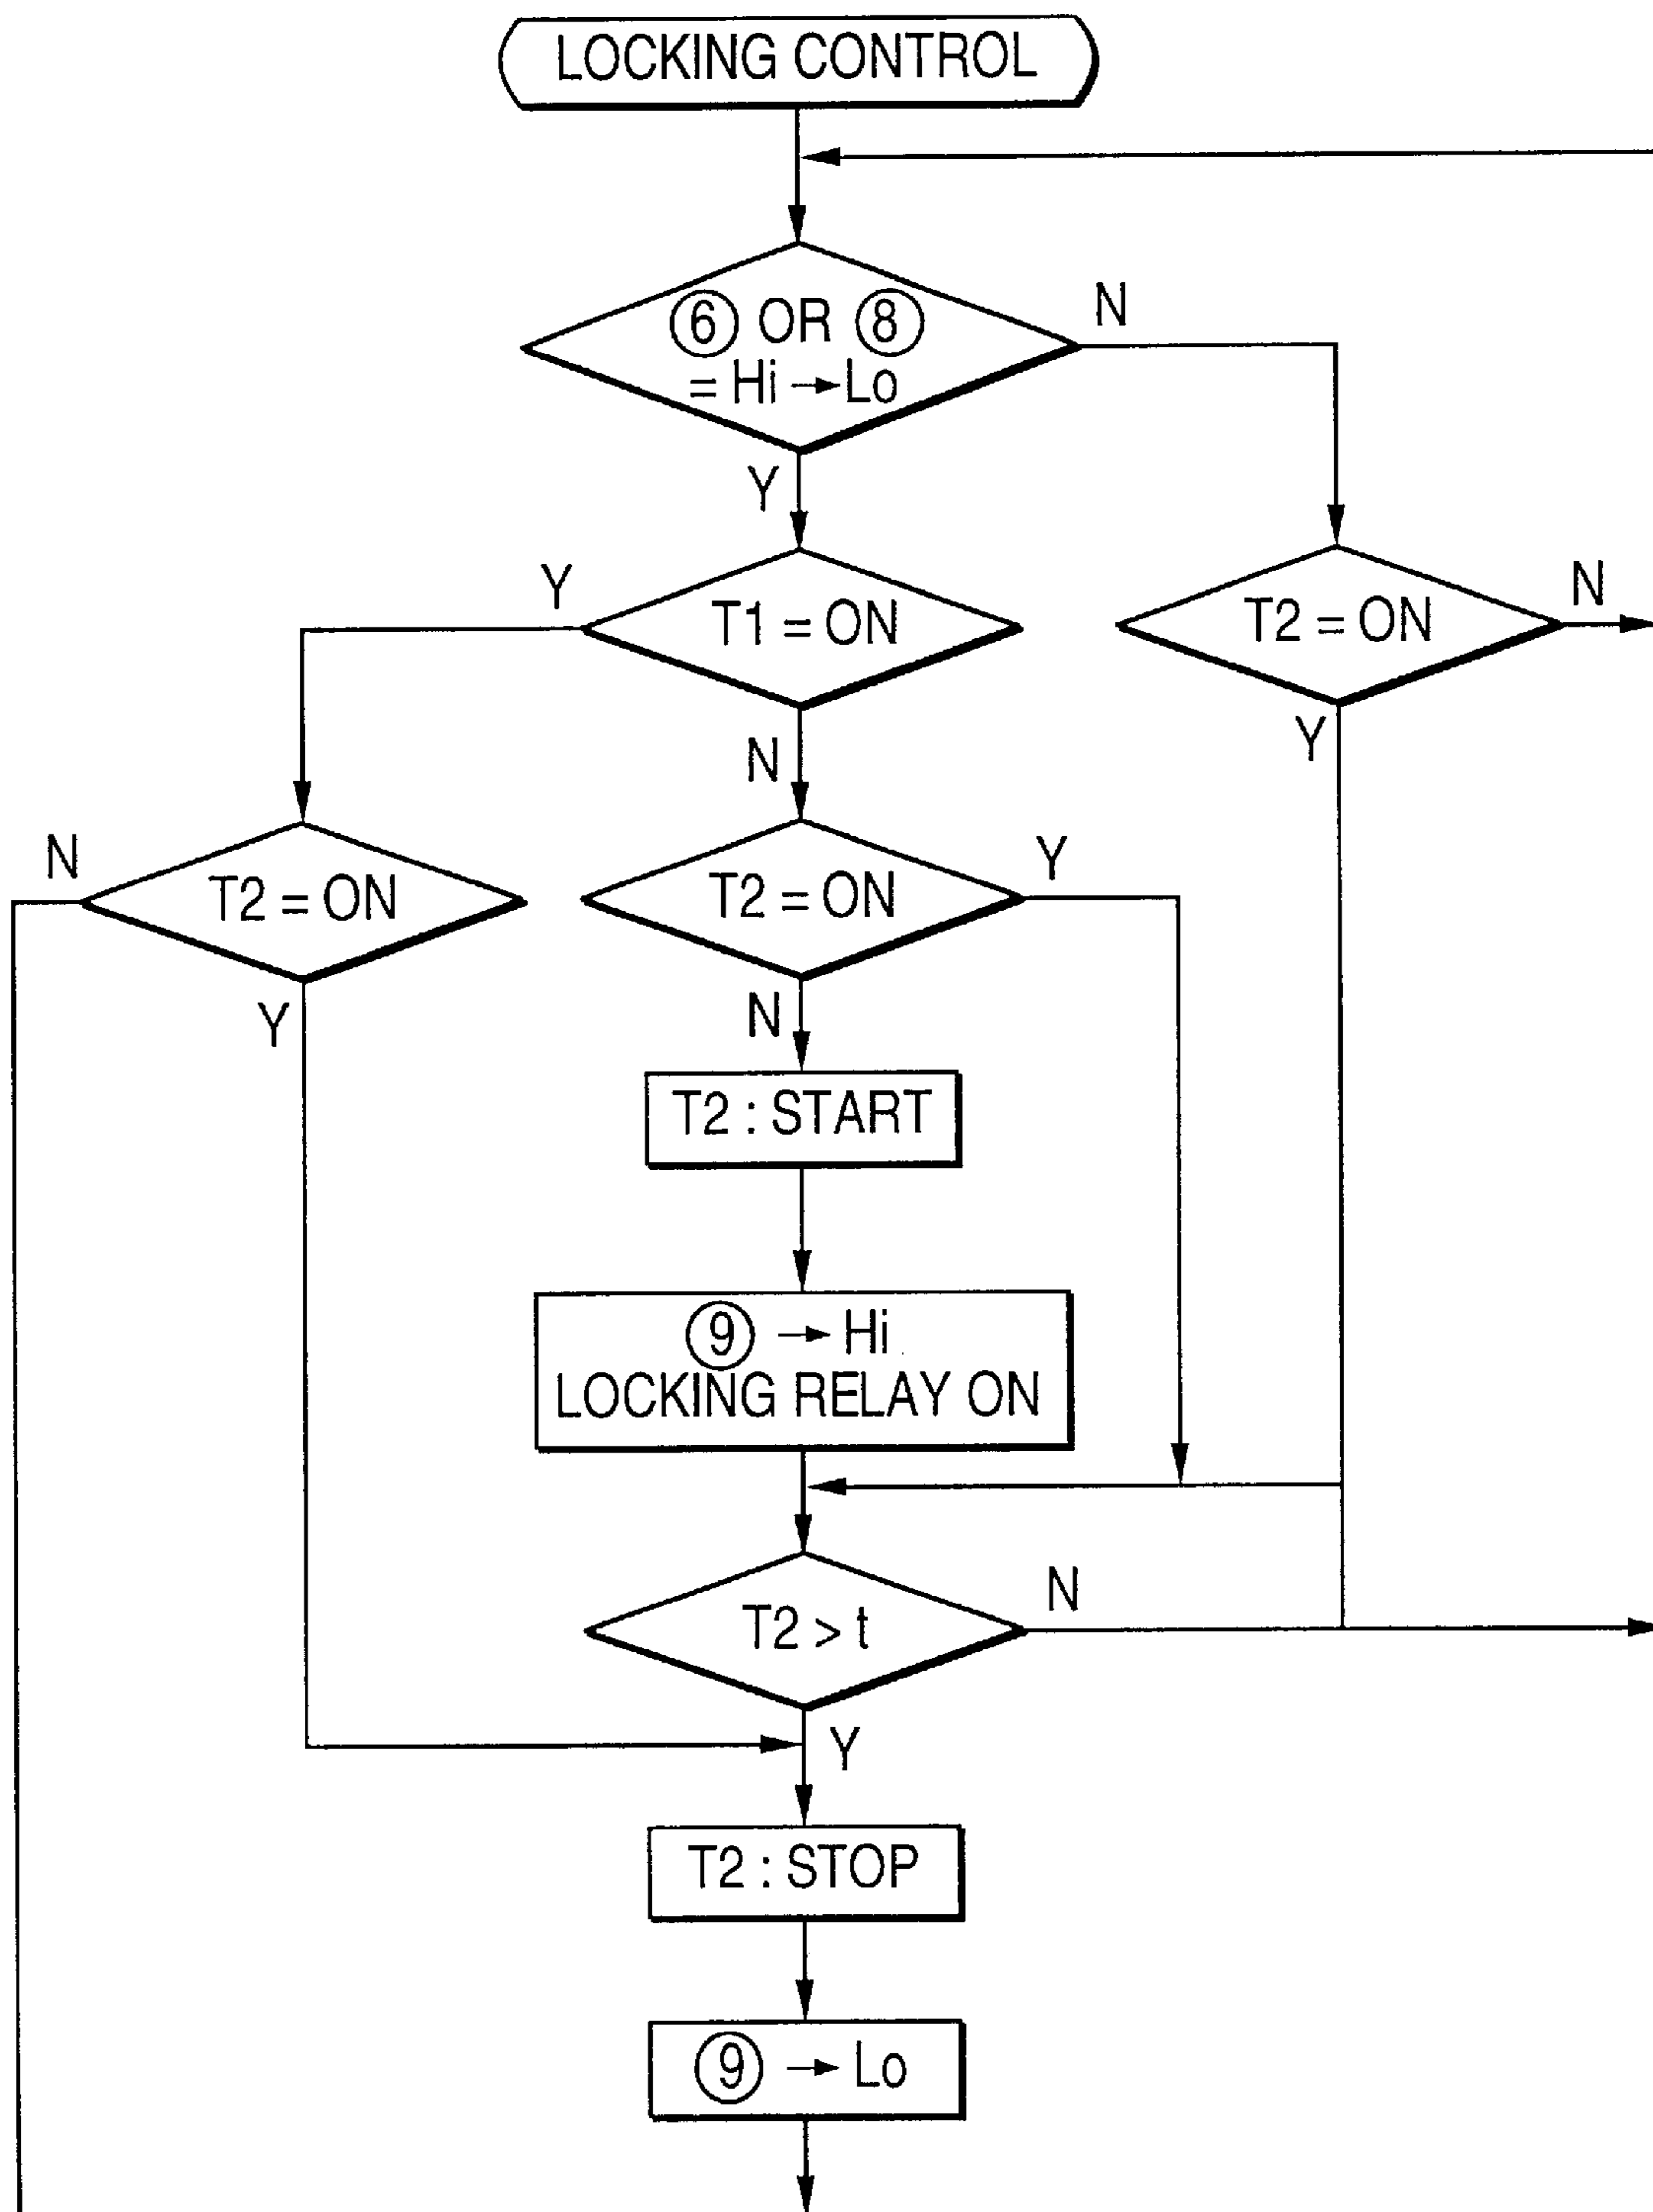 LOCKING CONTROL
⑥ OR ⑧
= Hi → Lo
N
Y
Y
T1 = ON
T2 = ON
N
N
Y
N
T2 = ON
T2 = ON
Y
Y
N
T2 : START
⑨ → Hi
LOCKING RELAY ON
T2 > t
N
Y
T2 : STOP
⑨ → Lo